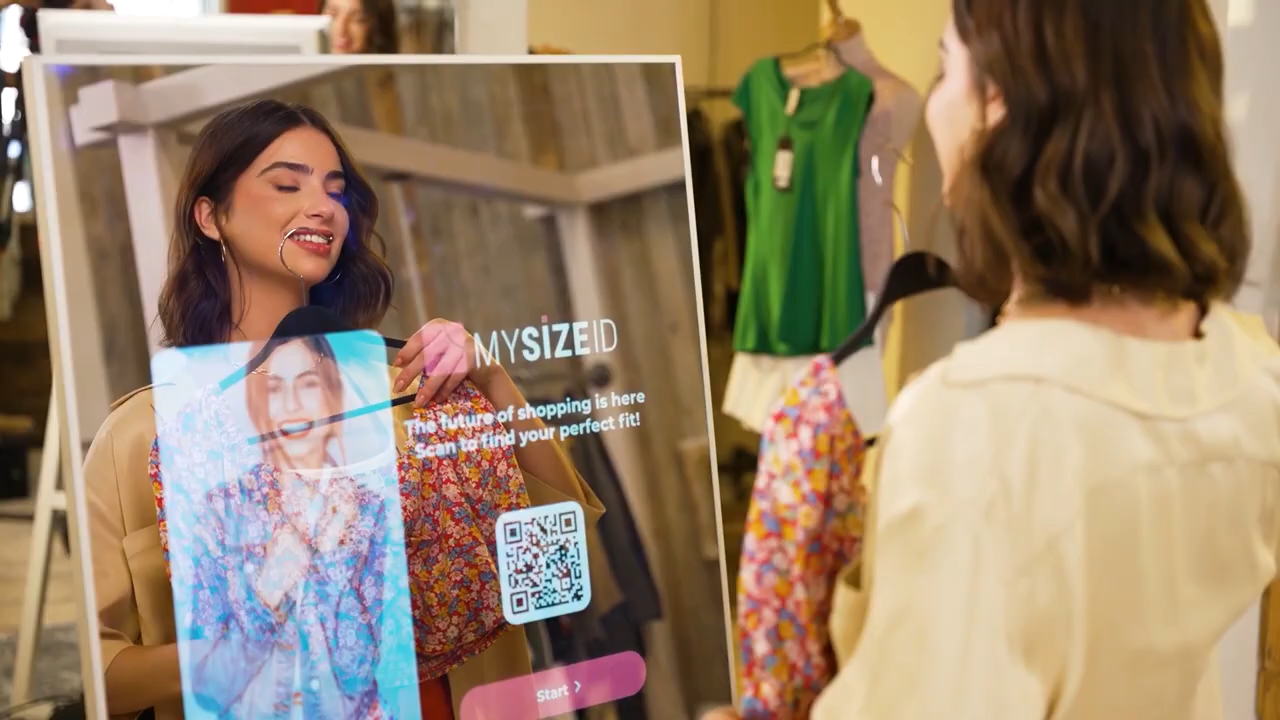 MYSIZEID
The future of shopping is here
Scan to find your perfect fit!
Start >